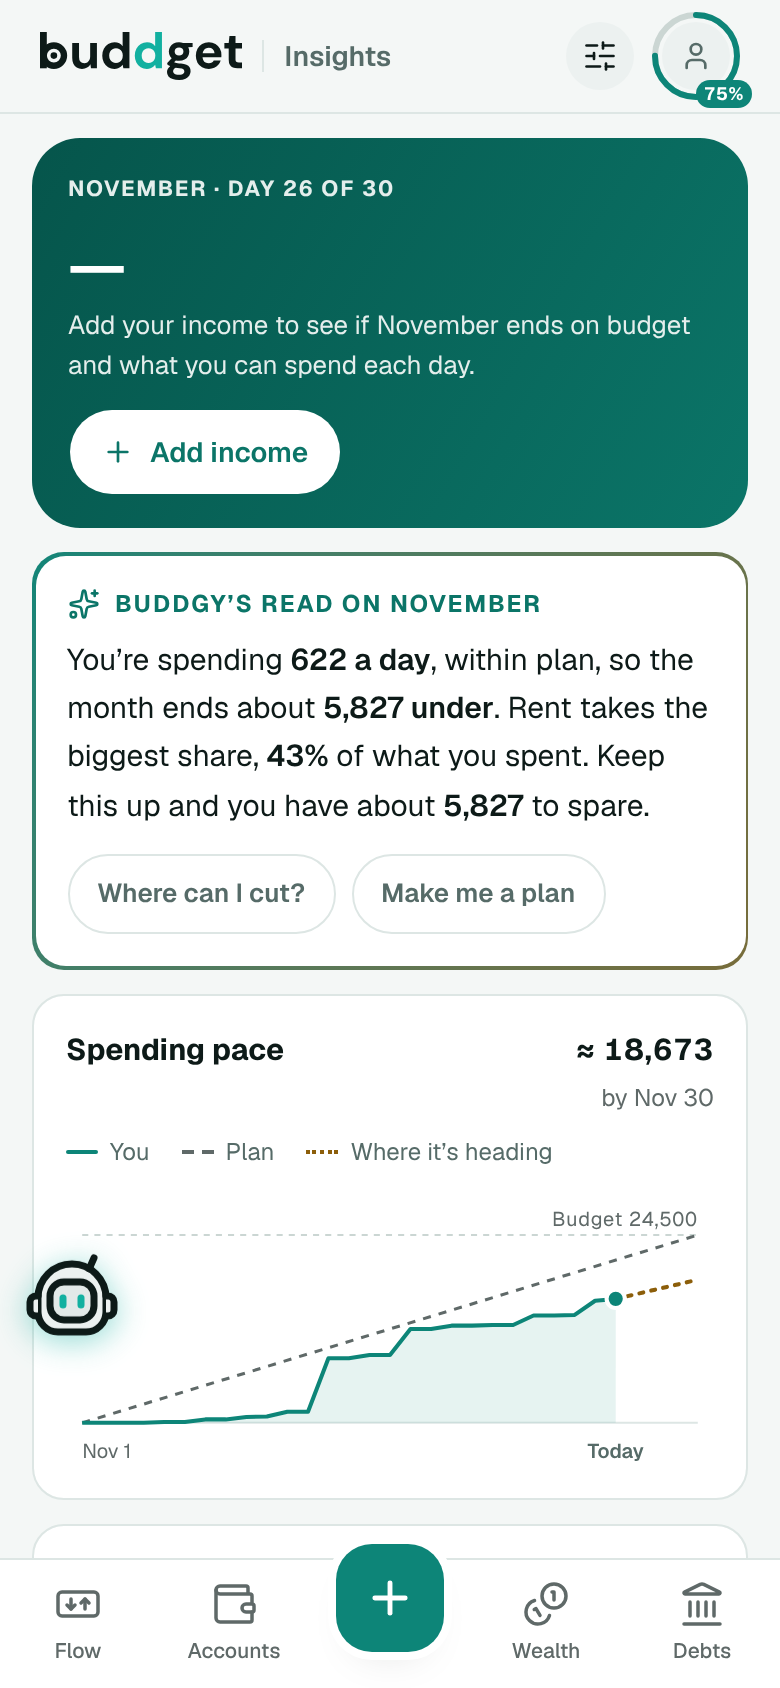 buddget
Insights
75%
NOVEMBER · DAY 26 OF 30
—
Add your income to see if November ends on budget
and what you can spend each day.
+ Add income
BUDDGY’S READ ON NOVEMBER
You’re spending 622 a day, within plan, so the
month ends about 5,827 under. Rent takes the
biggest share, 43% of what you spent. Keep
this up and you have about 5,827 to spare.
Where can I cut?
Make me a plan
Spending pace
≈ 18,673
by Nov 30
You
Plan
Where it’s heading
Budget 24,500
Nov 1
Today
Flow
Accounts
+
Wealth
Debts